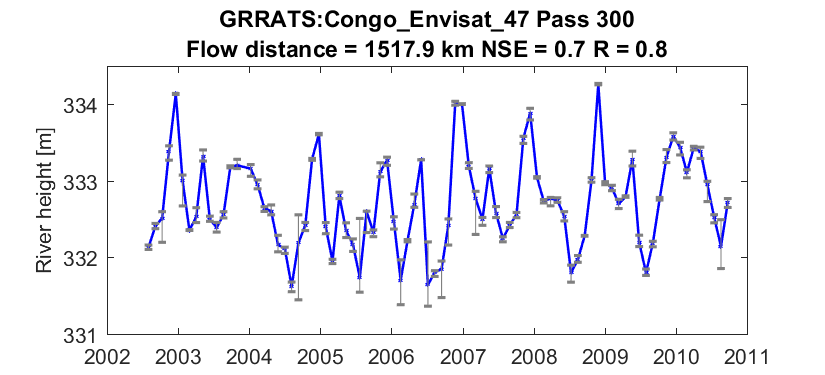 GRRATS:Congo_Envisat_47 Pass 300
Flow distance = 1517.9 km NSE = 0.7 R = 0.8
River height [m]
334
333
332
331
2002 2003 2004 2005 2006 2007 2008 2009 2010 2011